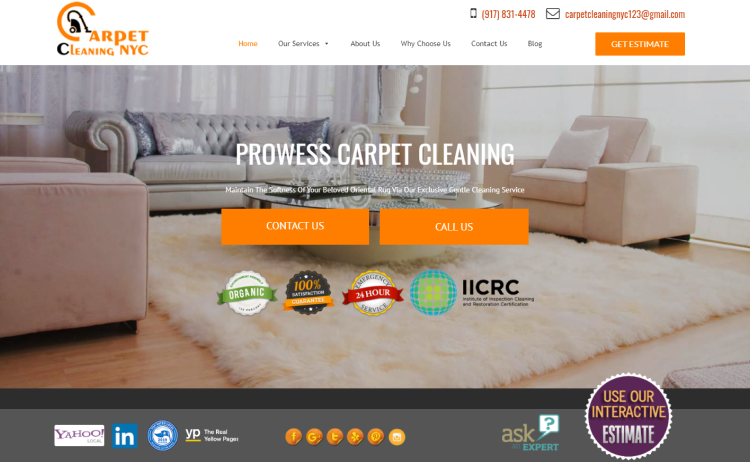 CARPET
CLEANING NYC
(917) 831-4478
carpetcleaningnyc123@gmail.com
Home
Our Services
About Us
Why Choose Us
Contact Us
Blog
GET ESTIMATE
PROWESS CARPET CLEANING
Maintain The Softness Of Your Beloved Oriental Rug Via Our Exclusive Gentle Cleaning Service
CONTACT US
CALL US
ORGANIC
100%
SATISFACTION
GUARANTEE
EMERGENCY
24 HOUR
SERVICE
IICRC
Institute of Inspection Cleaning
and Restoration Certification
YAHOO!
LOCAL
in
yp
The Real
Yellow Pages
ask
an EXPERT
?
USE OUR
INTERACTIVE
ESTIMATE